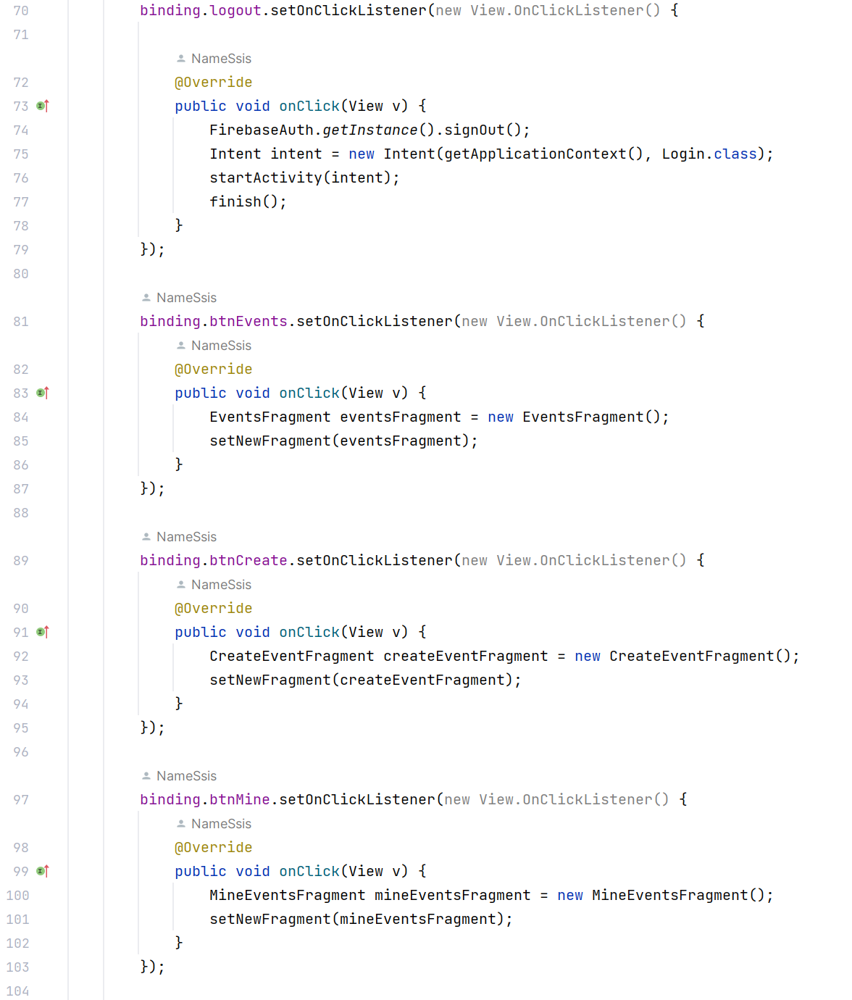 70 binding.logout.setOnClickListener(new View.OnClickListener() {
71
NameSsis
72 @Override
73 public void onClick(View v) {
74 FirebaseAuth.getInstance().signOut();
75 Intent intent = new Intent(getApplicationContext(), Login.class);
76 startActivity(intent);
77 finish();
78 }
79 });
80
NameSsis
81 binding.btnEvents.setOnClickListener(new View.OnClickListener() {
NameSsis
82 @Override
83 public void onClick(View v) {
84 EventsFragment eventsFragment = new EventsFragment();
85 setNewFragment(eventsFragment);
86 }
87 });
88
NameSsis
89 binding.btnCreate.setOnClickListener(new View.OnClickListener() {
NameSsis
90 @Override
91 public void onClick(View v) {
92 CreateEventFragment createEventFragment = new CreateEventFragment();
93 setNewFragment(createEventFragment);
94 }
95 });
96
NameSsis
97 binding.btnMine.setOnClickListener(new View.OnClickListener() {
NameSsis
98 @Override
99 public void onClick(View v) {
100 MineEventsFragment mineEventsFragment = new MineEventsFragment();
101 setNewFragment(mineEventsFragment);
102 }
103 });
104